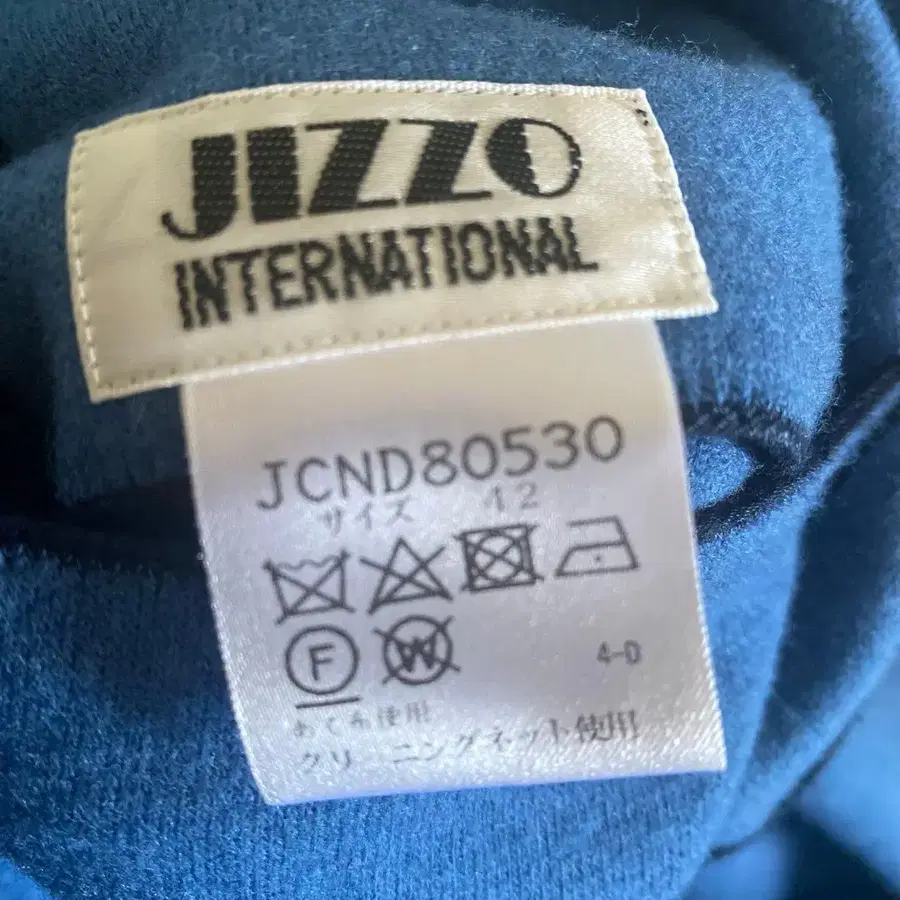 JIZZO
INTERNATIONAL
JCND80530
サイズ 42
F W
4-D
あて布使用
クリーニングネット使用